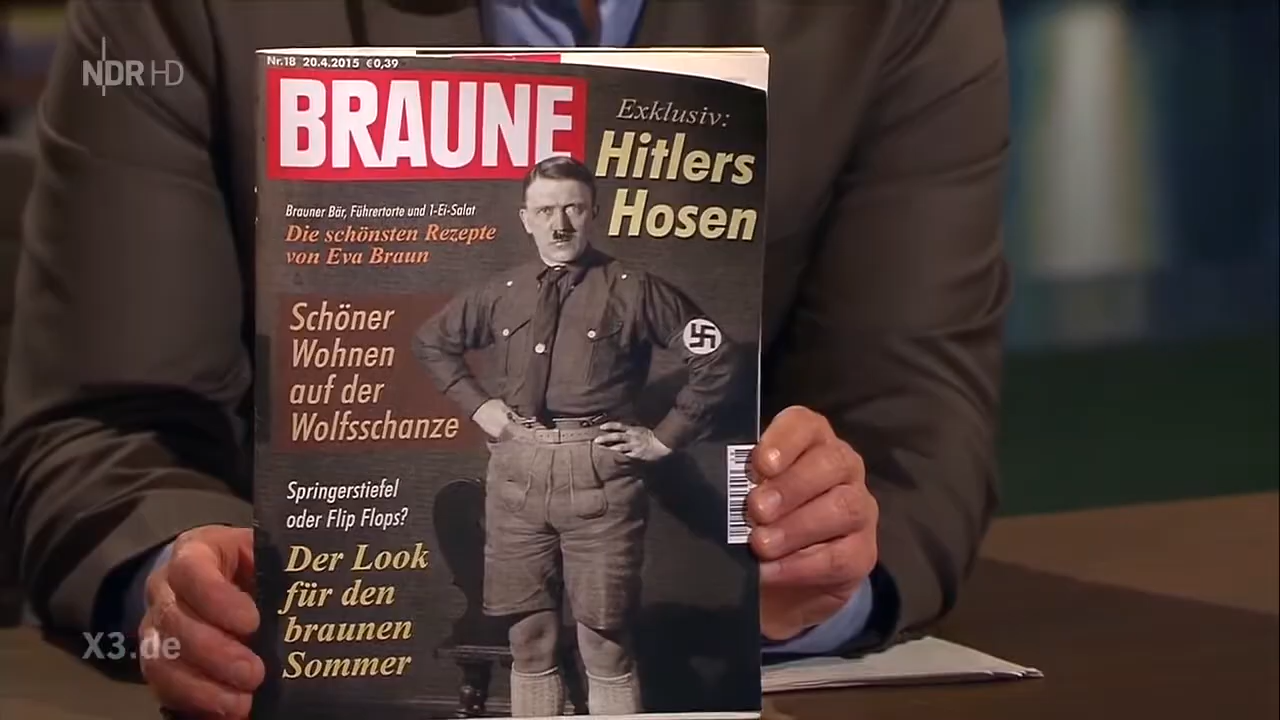 NDR HD
Nr.18 20.4.2015 €0,39
BRAUNE
Exklusiv:
Hitlers
Hosen
Brauner Bär, Führertorte und 1-Ei-Salat
Die schönsten Rezepte
von Eva Braun
Schöner
Wohnen
auf der
Wolfsschanze
Springerstiefel
oder Flip Flops?
Der Look
für den
braunen
Sommer
X3.de